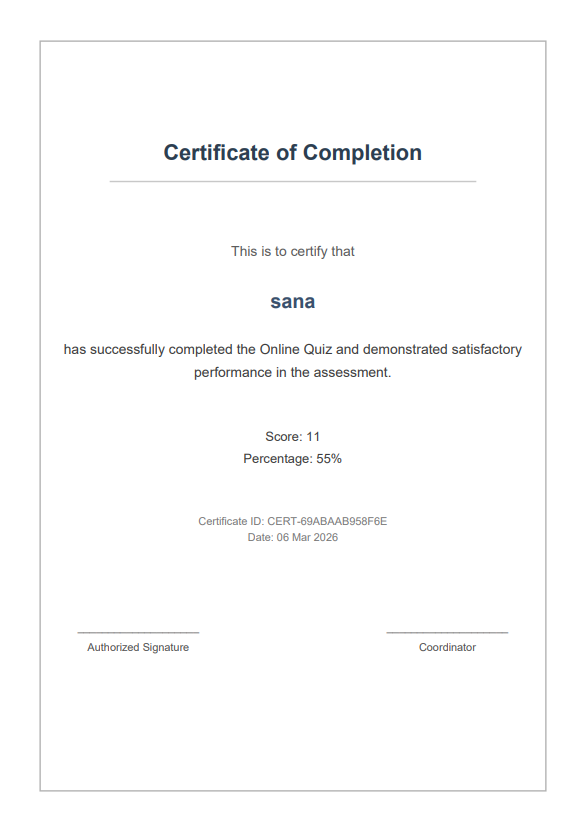 Certificate of Completion
This is to certify that
sana
has successfully completed the Online Quiz and demonstrated satisfactory
performance in the assessment.
Score: 11
Percentage: 55%
Certificate ID: CERT-69ABAAB958F6E
Date: 06 Mar 2026
Authorized Signature
Coordinator